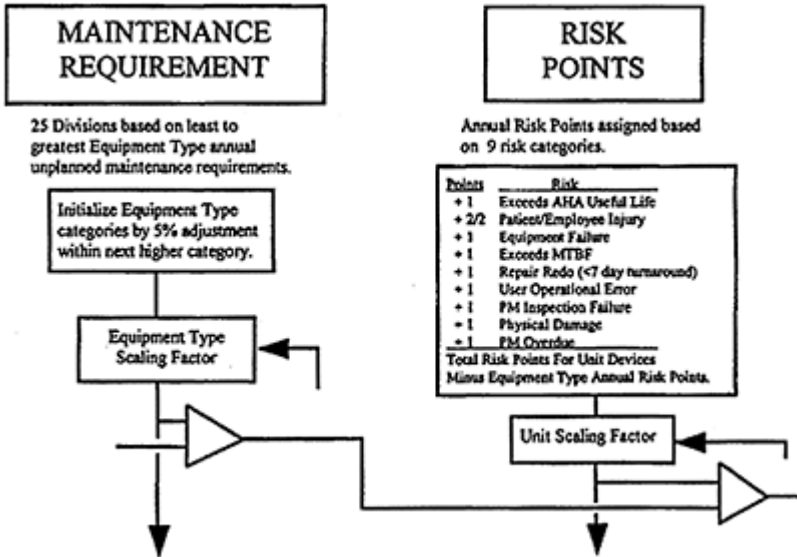 MAINTENANCE
REQUIREMENT
25 Divisions based on least to
greatest Equipment Type annual
unplanned maintenance requirements.
Initialize Equipment Type
categories by 5% adjustment
within next higher category.
Equipment Type
Scaling Factor
RISK
POINTS
Annual Risk Points assigned based
on 9 risk categories.
Points Risk
+ 1 Exceeds AHA Useful Life
+ 2/2 Patient/Employee Injury
+ 1 Equipment Failure
+ 1 Exceeds MTBF
+ 1 Repair Redo (<7 day turnaround)
+ 1 User Operational Error
+ 1 PM Inspection Failure
+ 1 Physical Damage
+ 1 PM Overdue
Total Risk Points For Unit Devices
Minus Equipment Type Annual Risk Points.
Unit Scaling Factor